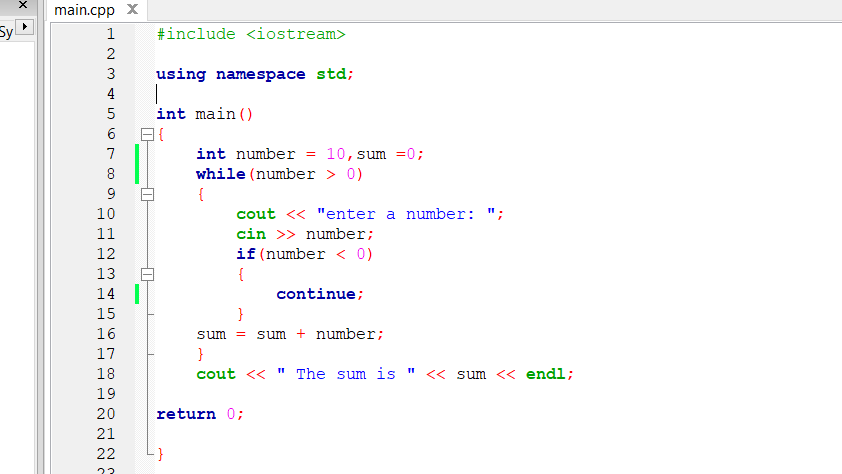 main.cpp X
Sy
1 #include <iostream>
2
3 using namespace std;
4
5 int main()
6 {
7 int number = 10,sum =0;
8 while(number > 0)
9 {
10 cout << "enter a number: ";
11 cin >> number;
12 if(number < 0)
13 {
14 continue;
15 }
16 sum = sum + number;
17 }
18 cout << " The sum is " << sum << endl;
19
20 return 0;
21
22 }
23